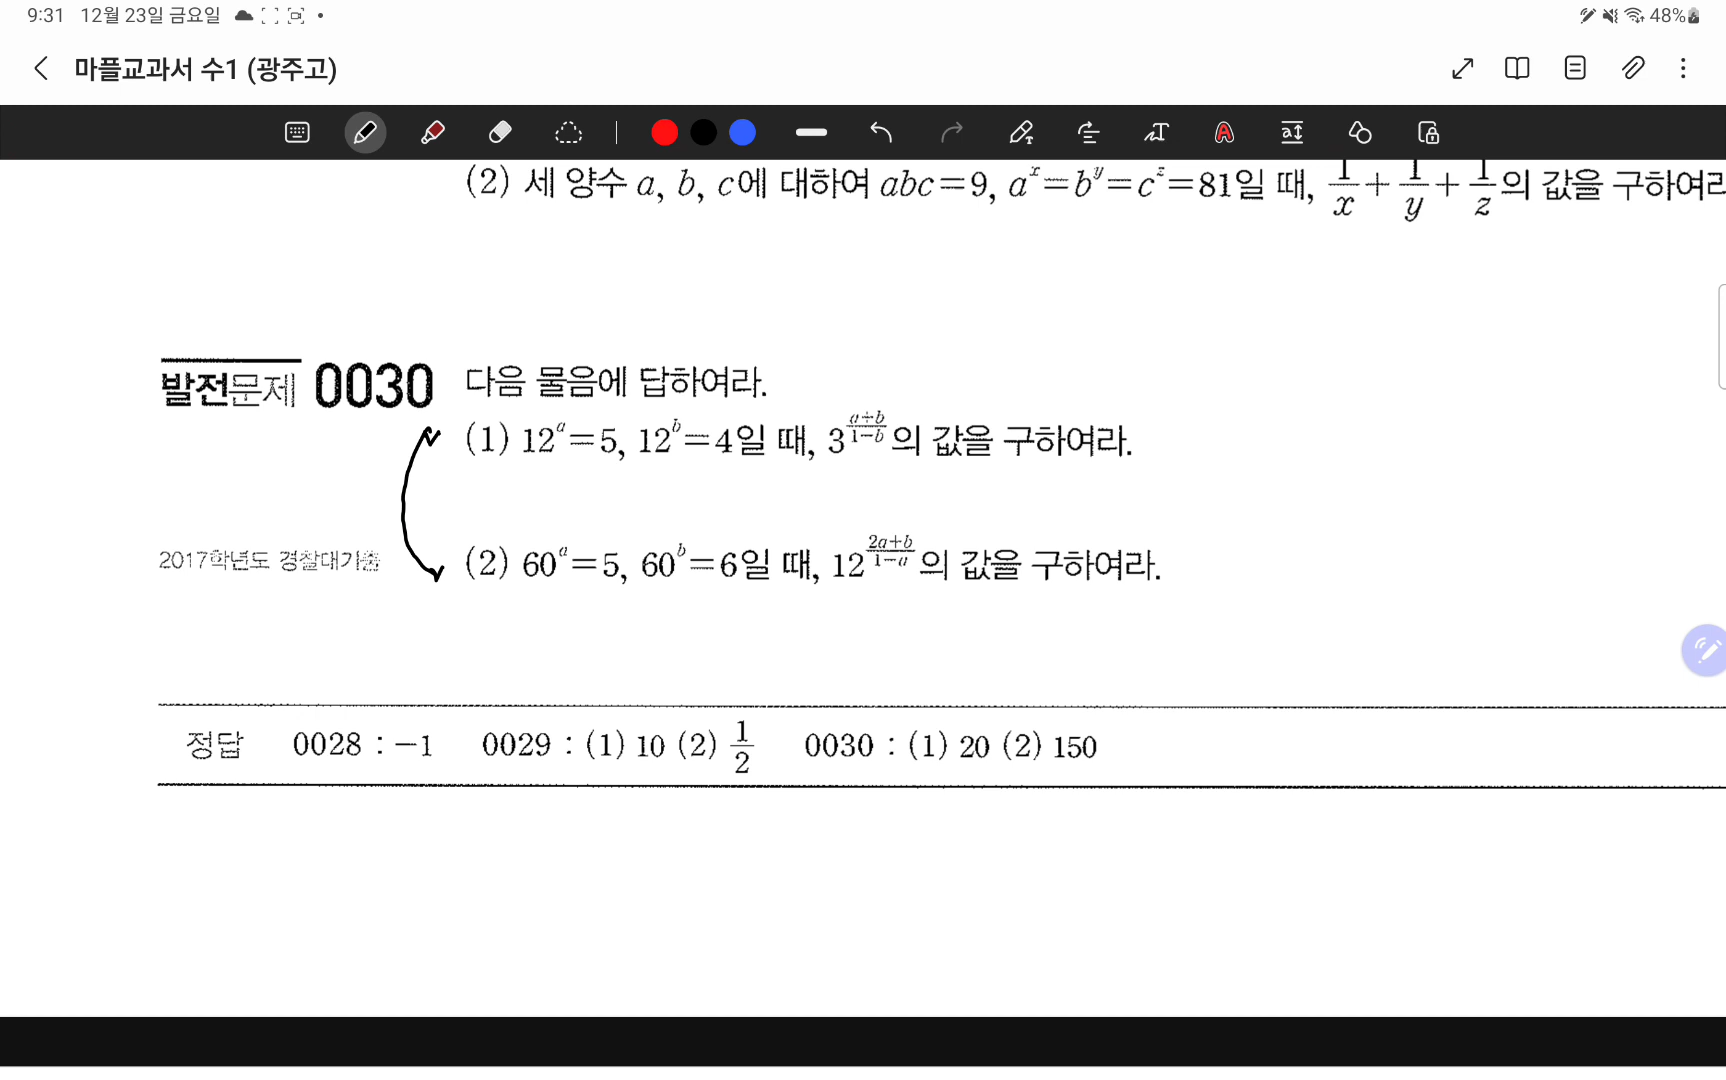 9:31 12월 23일 금요일 48%
마플교과서 수1 (광주고)
(2) 세 양수 a, b, c에 대하여 abc=9, a^x=b^y=c^z=81일 때, 1/x+1/y+1/z의 값을 구하여라
발전문제 0030 다음 물음에 답하여라.
(1) 12^a=5, 12^b=4일 때, 3^((a+b)/(1-b))의 값을 구하여라.
2017학년도 경찰대기출 (2) 60^a=5, 60^b=6일 때, 12^((2a+b)/(1-a))의 값을 구하여라.
정답 0028 : -1 0029 : (1) 10 (2) 1/2 0030 : (1) 20 (2) 150